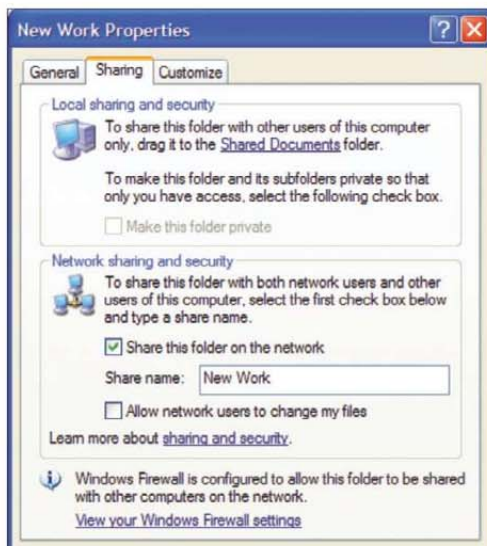 New Work Properties
General Sharing Customize
Local sharing and security
To share this folder with other users of this computer
only, drag it to the Shared Documents folder.
To make this folder and its subfolders private so that
only you have access, select the following check box.
Make this folder private
Network sharing and security
To share this folder with both network users and other
users of this computer, select the first check box below
and type a share name.
Share this folder on the network
Share name: New Work
Allow network users to change my files
Learn more about sharing and security.
Windows Firewall is configured to allow this folder to be shared
with other computers on the network.
View your Windows Firewall settings